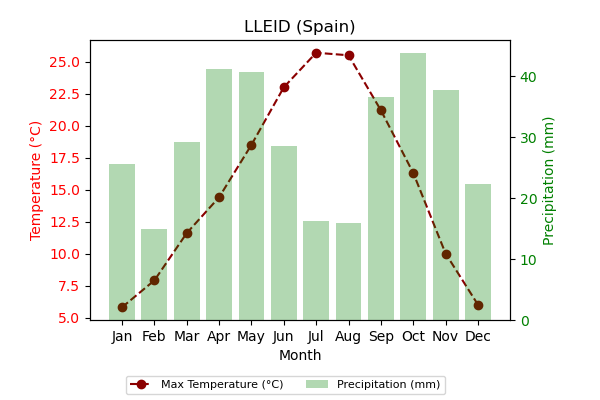 LLEID (Spain)
25.0
22.5
20.0
17.5
15.0
12.5
10.0
7.5
5.0
Temperature (°C)
40
30
20
10
0
Precipitation (mm)
Jan Feb Mar Apr May Jun Jul Aug Sep Oct Nov Dec
Month
Max Temperature (°C) Precipitation (mm)